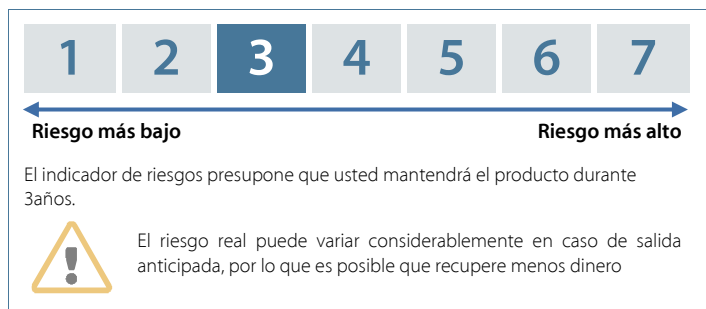 1 2 3 4 5 6 7
Riesgo más bajo Riesgo más alto
El indicador de riesgos presupone que usted mantendrá el producto durante
3años.
El riesgo real puede variar considerablemente en caso de salida
anticipada, por lo que es posible que recupere menos dinero